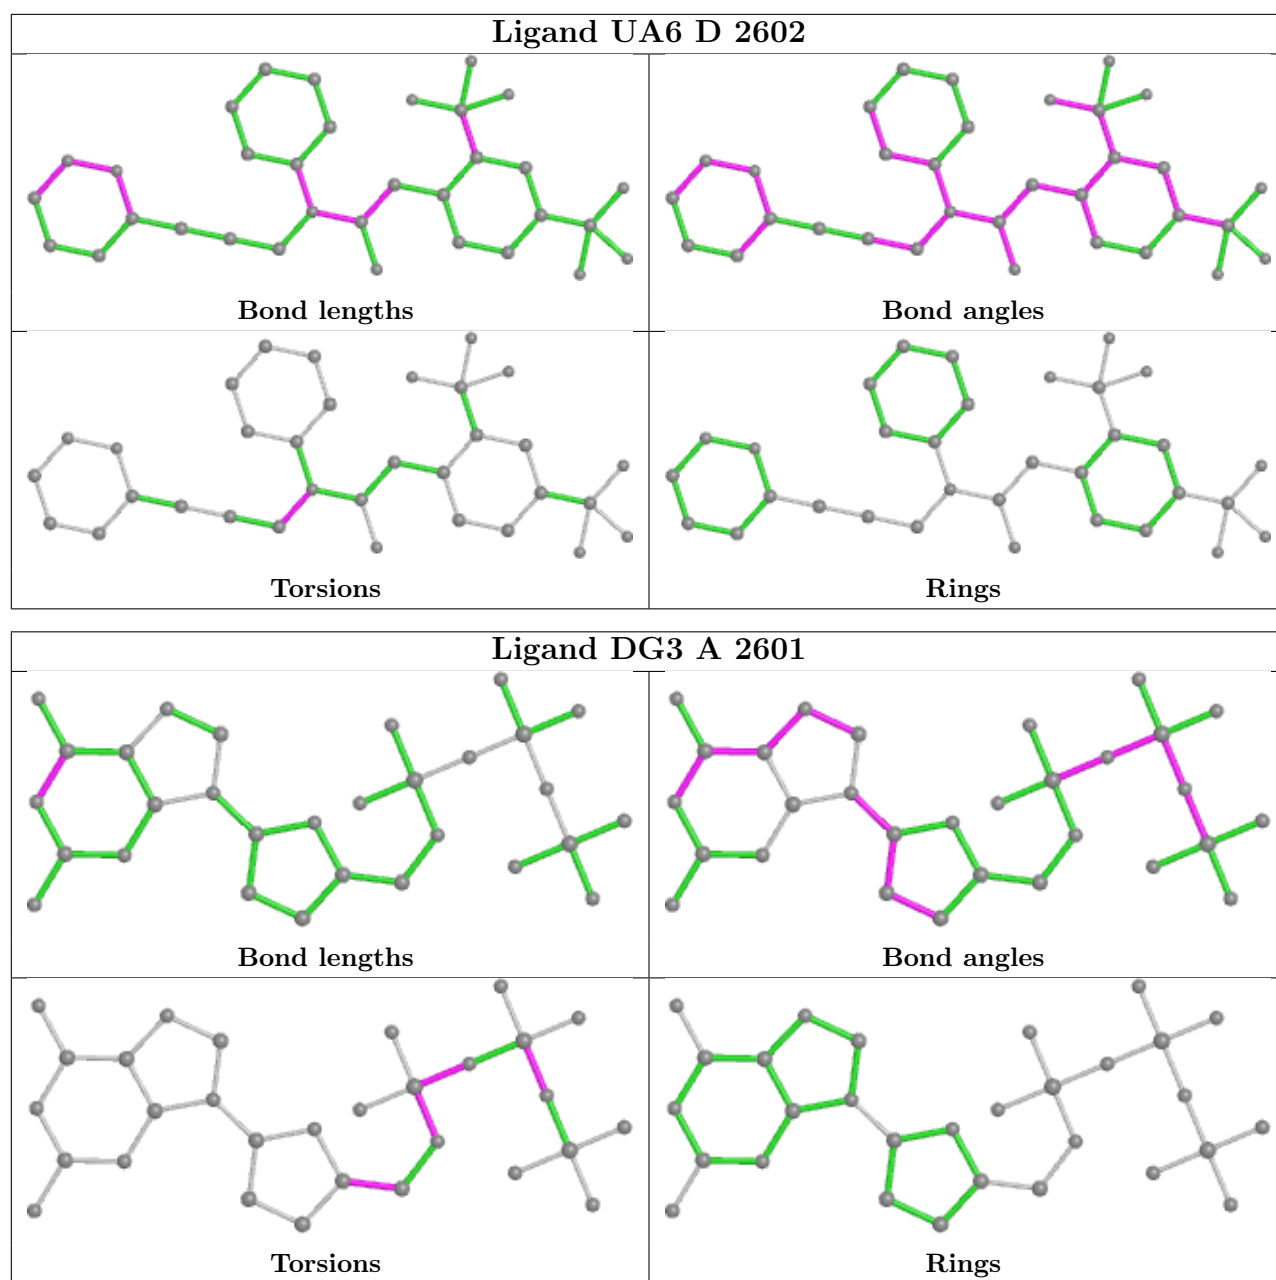 Ligand UA6 D 2602
Bond lengths
Bond angles
Torsions
Rings
Ligand DG3 A 2601
Bond lengths
Bond angles
Torsions
Rings